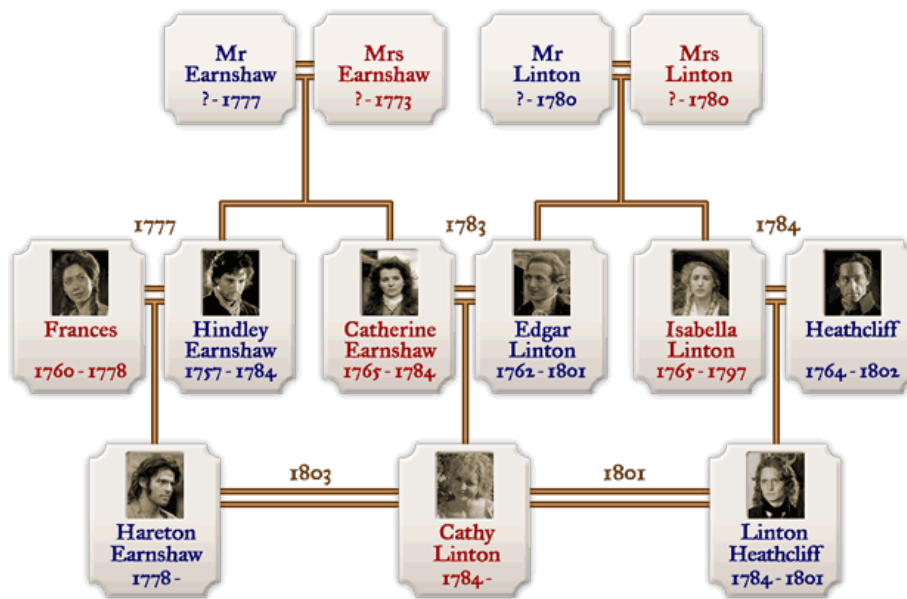 Mr
Earnshaw
? - 1777
Mrs
Earnshaw
? - 1773
Mr
Linton
? - 1780
Mrs
Linton
? - 1780
1777
1783
1784
Frances
1760 - 1778
Hindley
Earnshaw
1757 - 1784
Catherine
Earnshaw
1765 - 1784
Edgar
Linton
1762 - 1801
Isabella
Linton
1765 - 1797
Heathcliff
1764 - 1802
1803
1801
Hareton
Earnshaw
1778 -
Cathy
Linton
1784 -
Linton
Heathcliff
1784 - 1801